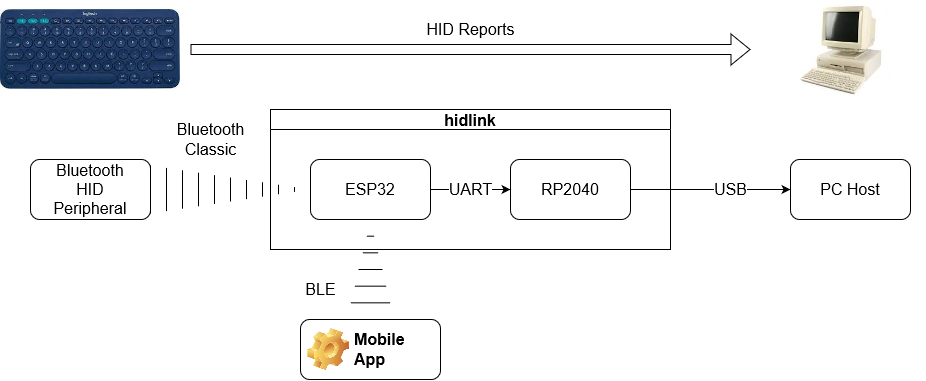 logitech
HID Reports
hidlink
Bluetooth
Classic
Bluetooth
HID
Peripheral
ESP32
UART
RP2040
USB
PC Host
BLE
Mobile
App